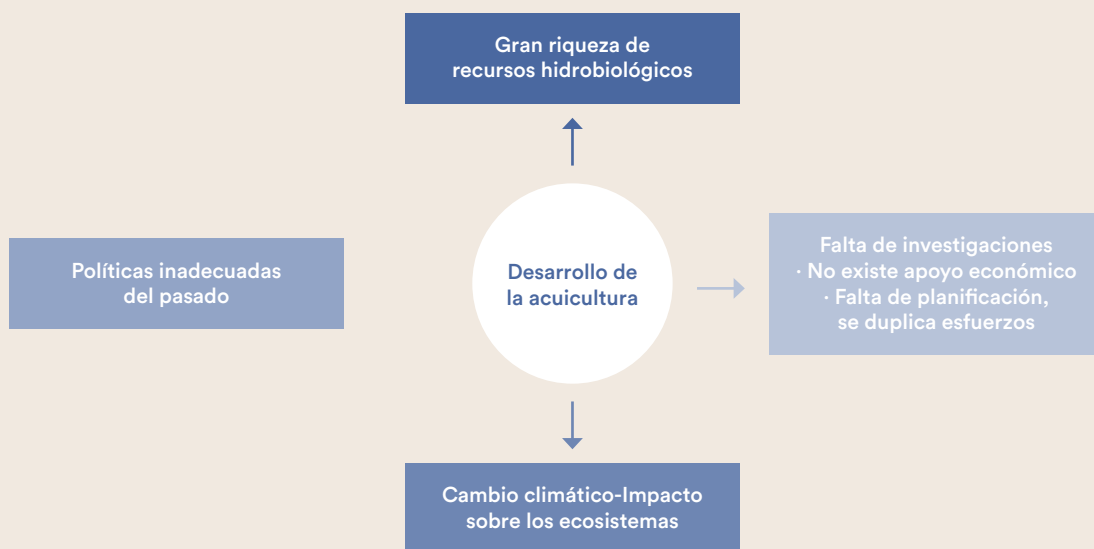 Gran riqueza de
recursos hidrobiológicos
Políticas inadecuadas
del pasado
Desarrollo de
la acuicultura
Falta de investigaciones
· No existe apoyo económico
· Falta de planificación,
se duplica esfuerzos
Cambio climático-Impacto
sobre los ecosistemas